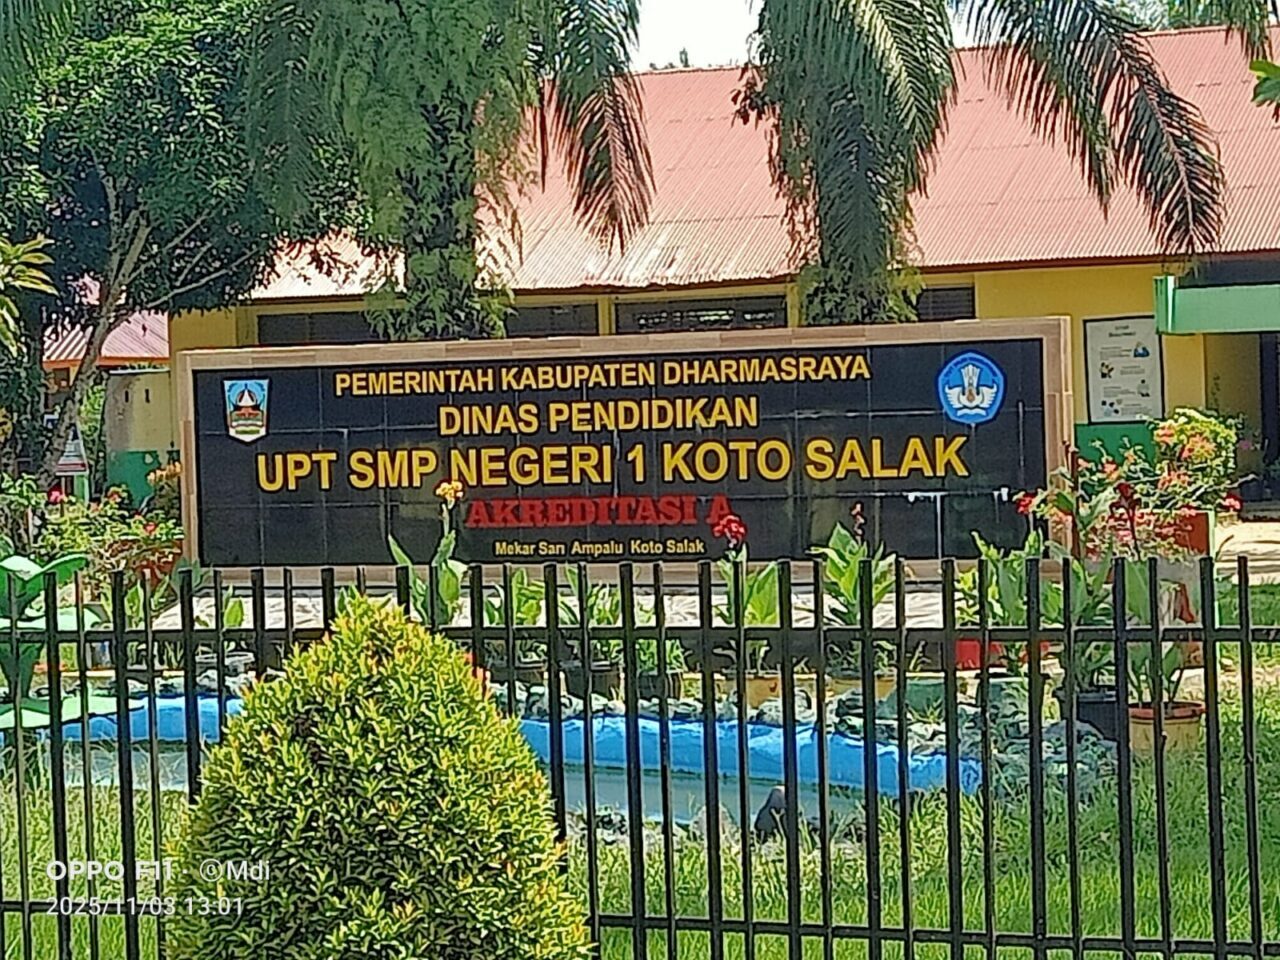 PEMERINTAH KABUPATEN DHARMASRAYA
DINAS PENDIDIKAN
UPT SMP NEGERI 1 KOTO SALAK
AKREDITASI A
Mekar Sari Ampalu Koto Salak
OPPO F11 · @Mdi
2025/11/03 13:01